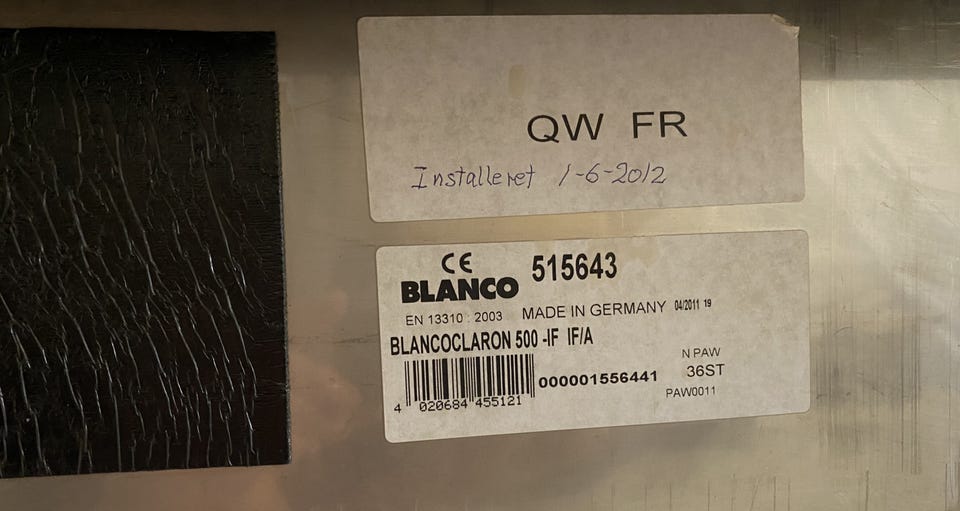 QW FR
Installeret 1-6-2012
CE
BLANCO 515643
EN 13310 : 2003 MADE IN GERMANY 04/2011 19
BLANCOCLARON 500 -IF IF/A
000001556441
4 020684 455121
N PAW
36ST
PAW0011